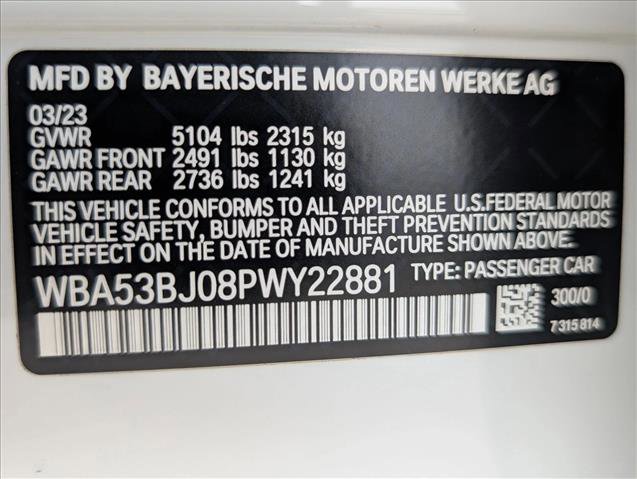 MFD BY BAYERISCHE MOTOREN WERKE AG
03/23
GVWR 5104 lbs 2315 kg
GAWR FRONT 2491 lbs 1130 kg
GAWR REAR 2736 lbs 1241 kg
THIS VEHICLE CONFORMS TO ALL APPLICABLE U.S.FEDERAL MOTOR
VEHICLE SAFETY, BUMPER AND THEFT PREVENTION STANDARDS
IN EFFECT ON THE DATE OF MANUFACTURE SHOWN ABOVE.
WBA53BJ08PWY22881 TYPE: PASSENGER CAR
300/0
7315814